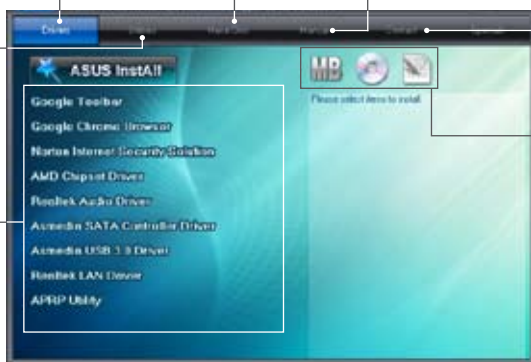 Drivers
Manual
Contact
ASUS InstAll
MB
Please select items to install.
Google Toolbar
Google Chrome Browser
Norton Internet Security Solution
AMD Chipset Driver
Realtek Audio Driver
Asmedia SATA Controller Driver
Asmedia USB 3.0 Driver
Realtek LAN Driver
APRP Utility